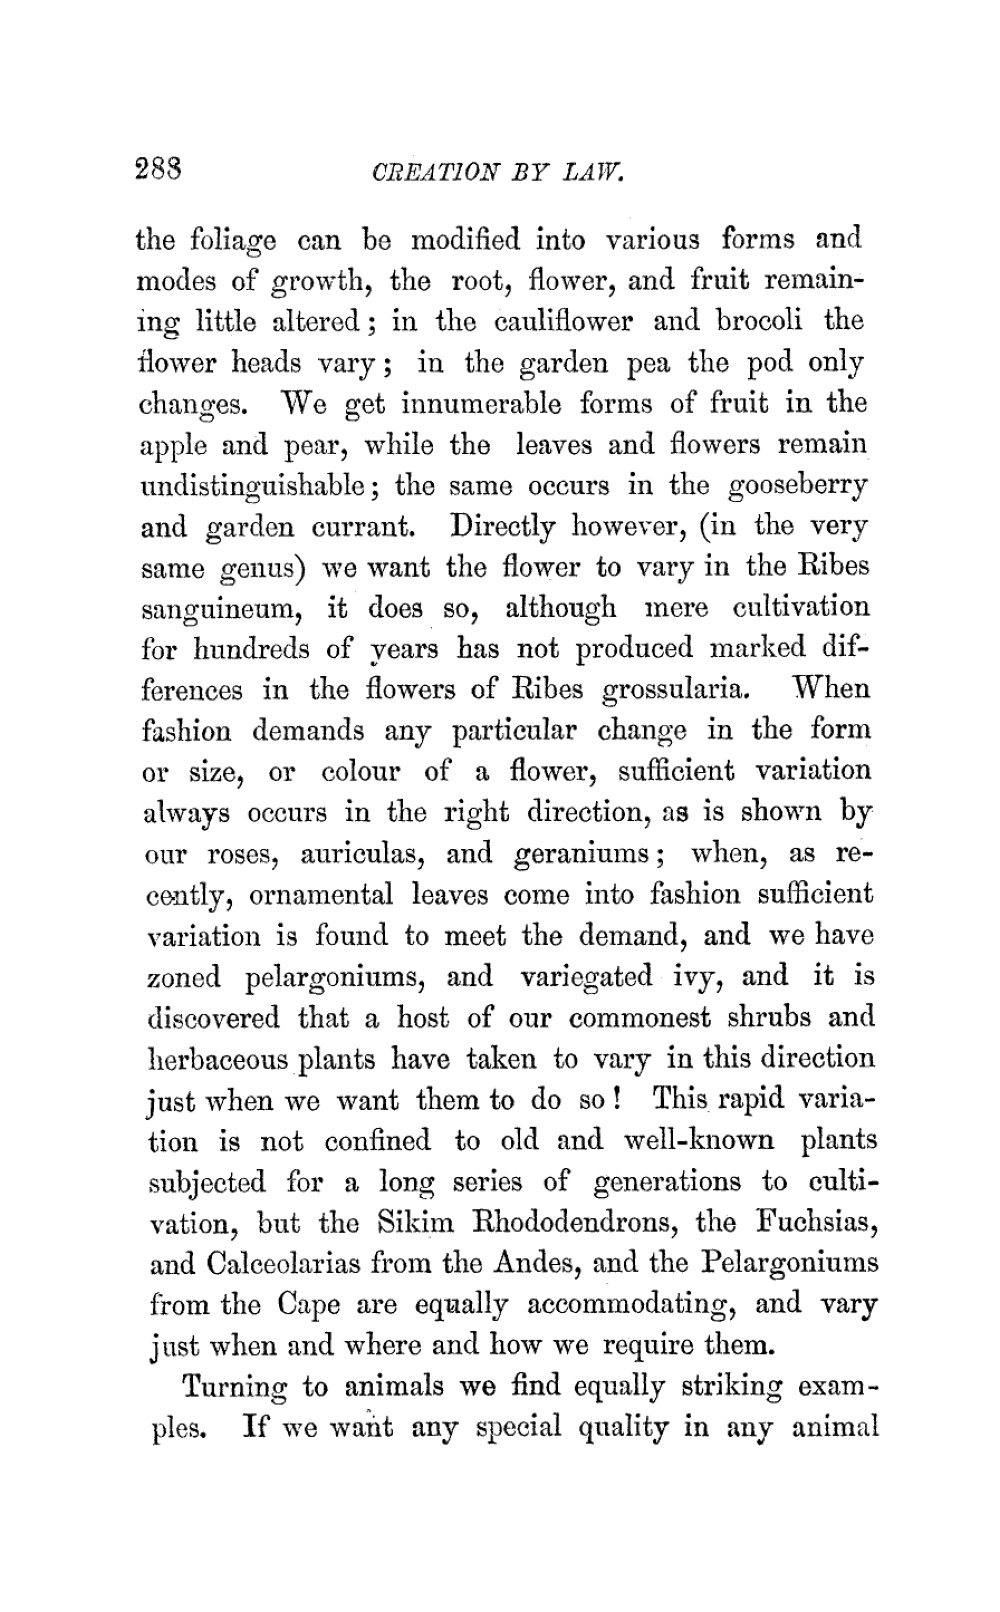 288 CREATION BY LAW.
the foliage can be modified into various forms and
modes of growth, the root, flower, and fruit remain-
ing little altered; in the cauliflower and brocoli the
flower heads vary; in the garden pea the pod only
changes. We get innumerable forms of fruit in the
apple and pear, while the leaves and flowers remain
undistinguishable; the same occurs in the gooseberry
and garden currant. Directly however, (in the very
same genus) we want the flower to vary in the Ribes
sanguineum, it does so, although mere cultivation
for hundreds of years has not produced marked dif-
ferences in the flowers of Ribes grossularia. When
fashion demands any particular change in the form
or size, or colour of a flower, sufficient variation
always occurs in the right direction, as is shown by
our roses, auriculas, and geraniums; when, as re-
cently, ornamental leaves come into fashion sufficient
variation is found to meet the demand, and we have
zoned pelargoniums, and variegated ivy, and it is
discovered that a host of our commonest shrubs and
herbaceous plants have taken to vary in this direction
just when we want them to do so! This rapid varia-
tion is not confined to old and well-known plants
subjected for a long series of generations to culti-
vation, but the Sikim Rhododendrons, the Fuchsias,
and Calceolarias from the Andes, and the Pelargoniums
from the Cape are equally accommodating, and vary
just when and where and how we require them.
Turning to animals we find equally striking exam-
ples. If we want any special quality in any animal